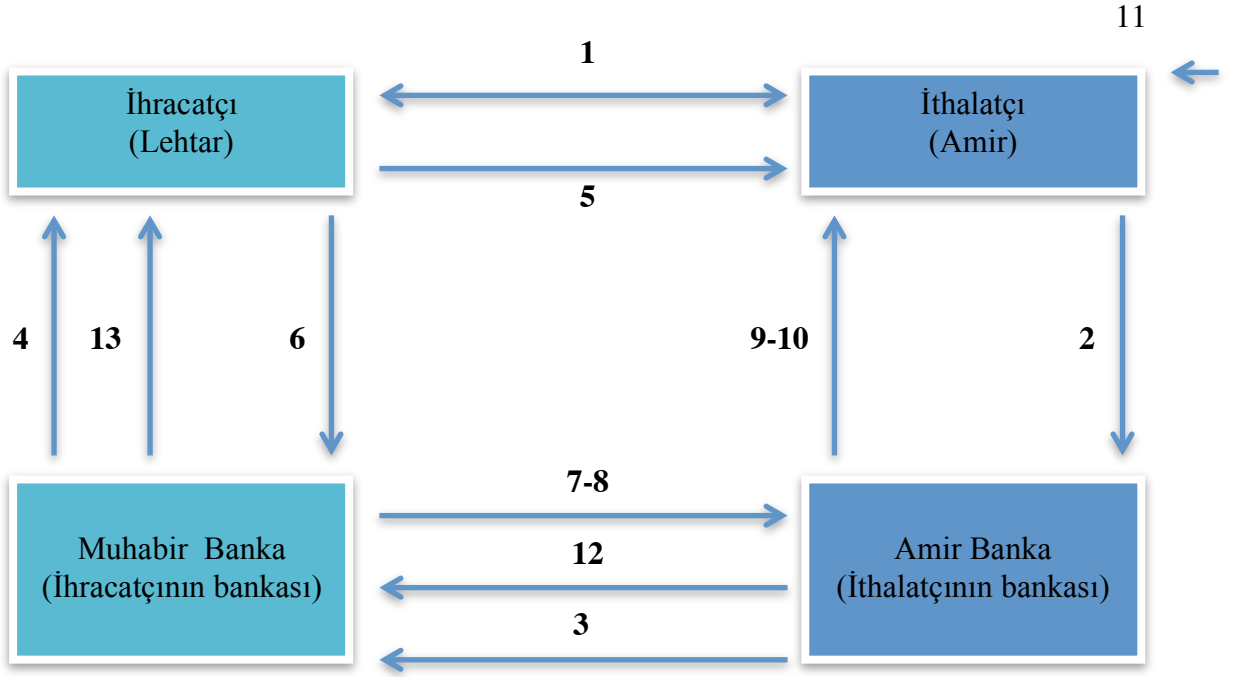 11
1
İhracatçı
(Lehtar)
İthalatçı
(Amir)
5
4
13
6
9-10
2
7-8
Muhabir Banka
(İhracatçının bankası)
12
Amir Banka
(İthalatçının bankası)
3